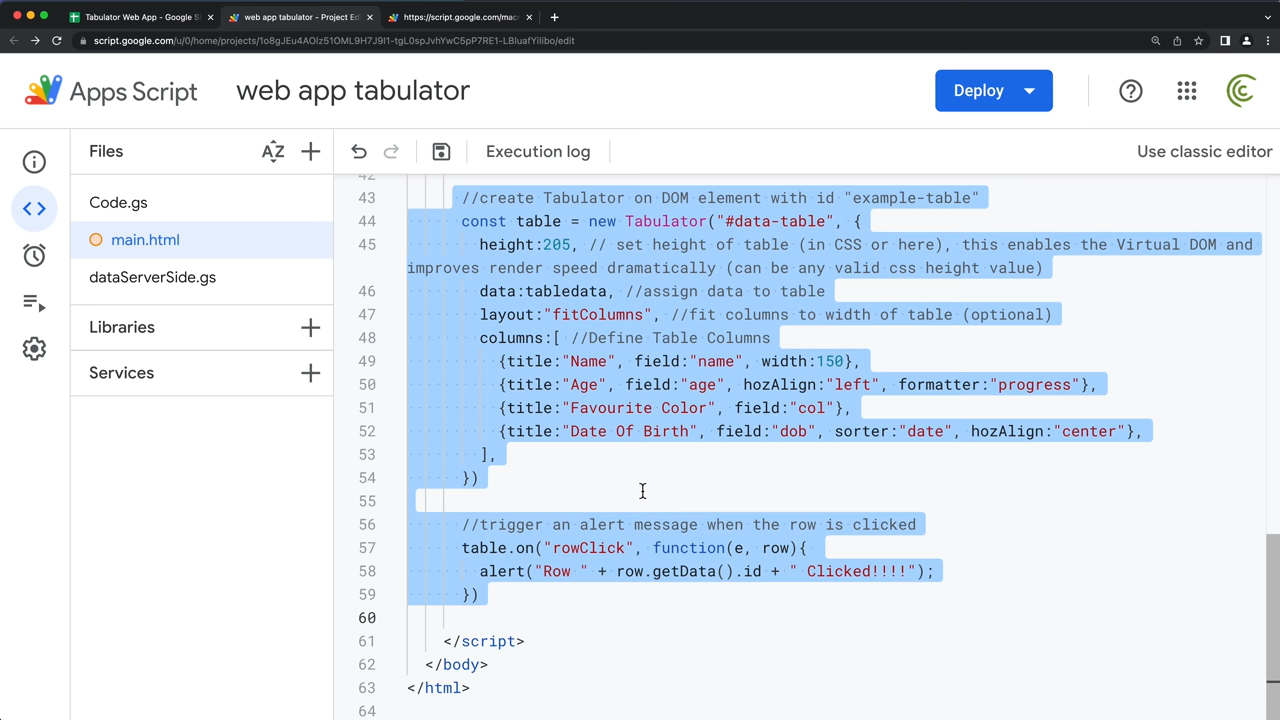 Tabulator Web App - Google S
web app tabulator - Project Ed
https://script.google.com/mac
script.google.com/u/0/home/projects/1o8gJEu4AOlz51OML9H7J9I1-tgL0spJvhYwC5pP7RE1-LBluafYilibo/edit
Apps Script
web app tabulator
Deploy
Files
AZ
Execution log
Use classic editor
Code.gs
main.html
dataServerSide.gs
Libraries
Services
42
43 //create Tabulator on DOM element with id "example-table"
44 const table = new Tabulator("#data-table", {
45 height:205, // set height of table (in CSS or here), this enables the Virtual DOM and
improves render speed dramatically (can be any valid css height value)
46 data:tabledata, //assign data to table
47 layout:"fitColumns", //fit columns to width of table (optional)
48 columns:[ //Define Table Columns
49 {title:"Name", field:"name", width:150},
50 {title:"Age", field:"age", hozAlign:"left", formatter:"progress"},
51 {title:"Favourite Color", field:"col"},
52 {title:"Date Of Birth", field:"dob", sorter:"date", hozAlign:"center"},
53 ],
54 })
55
56 //trigger an alert message when the row is clicked
57 table.on("rowClick", function(e, row){
58 alert("Row " + row.getData().id + " Clicked!!!!");
59 })
60
61 </script>
62 </body>
63 </html>
64